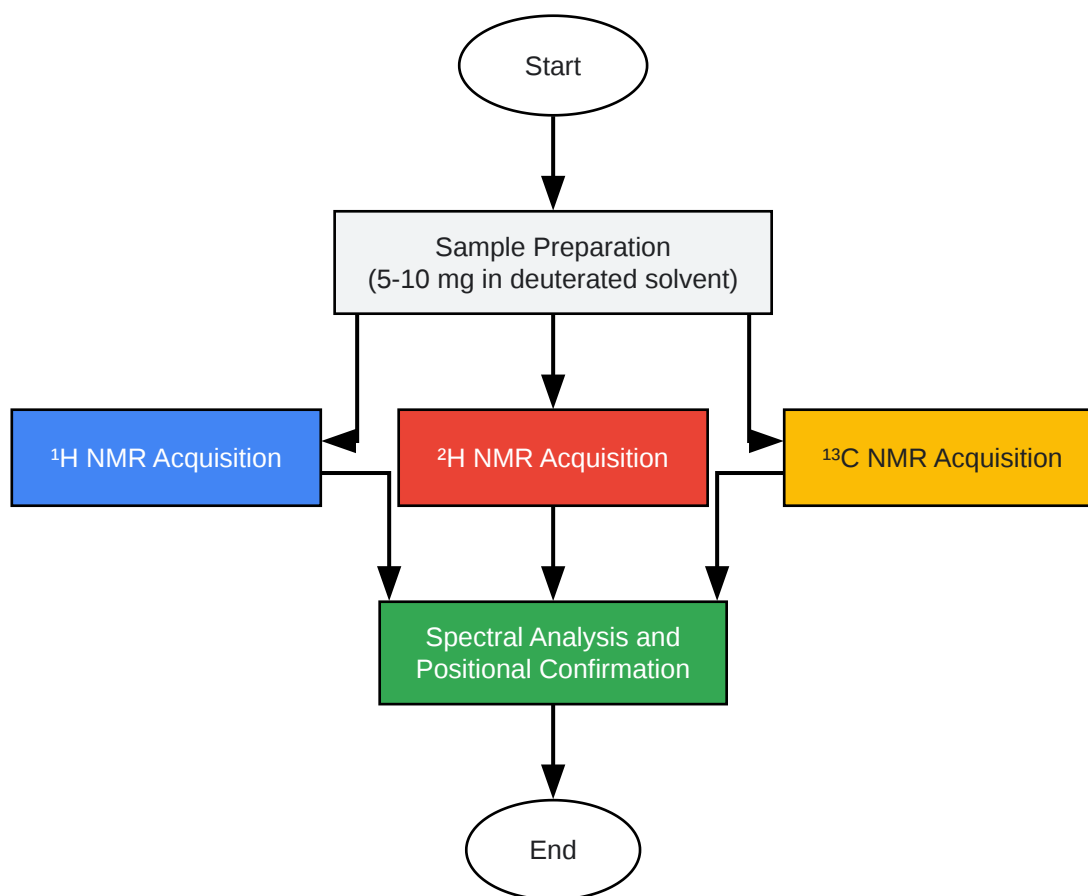 Start
Sample Preparation
(5-10 mg in deuterated solvent)
¹H NMR Acquisition
²H NMR Acquisition
¹³C NMR Acquisition
Spectral Analysis and
Positional Confirmation
End